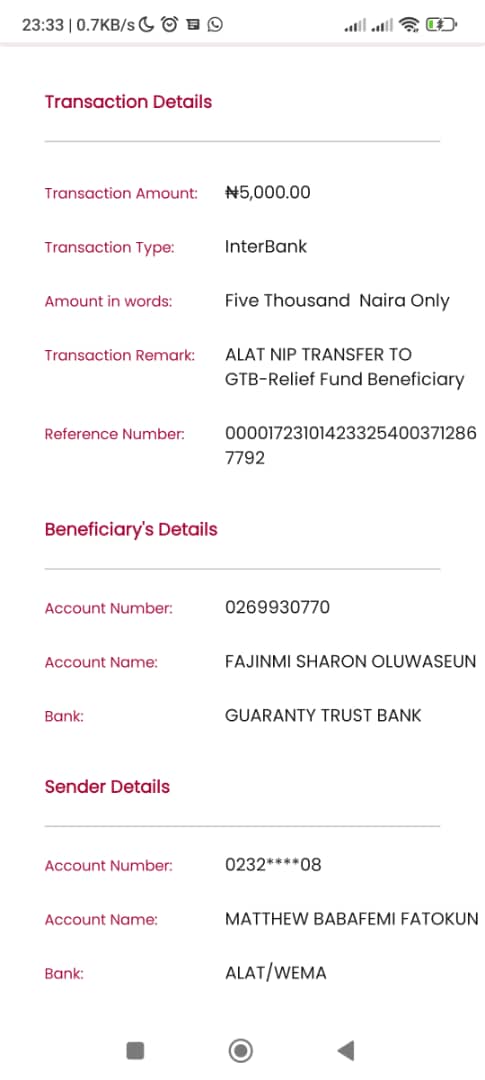 23:33 | 0.7KB/s
Transaction Details
Transaction Amount: ₦5,000.00
Transaction Type: InterBank
Amount in words: Five Thousand Naira Only
Transaction Remark: ALAT NIP TRANSFER TO
GTB-Relief Fund Beneficiary
Reference Number: 00001723101423325400371286
7792
Beneficiary's Details
Account Number: 0269930770
Account Name: FAJINMI SHARON OLUWASEUN
Bank: GUARANTY TRUST BANK
Sender Details
Account Number: 0232****08
Account Name: MATTHEW BABAFEMI FATOKUN
Bank: ALAT/WEMA